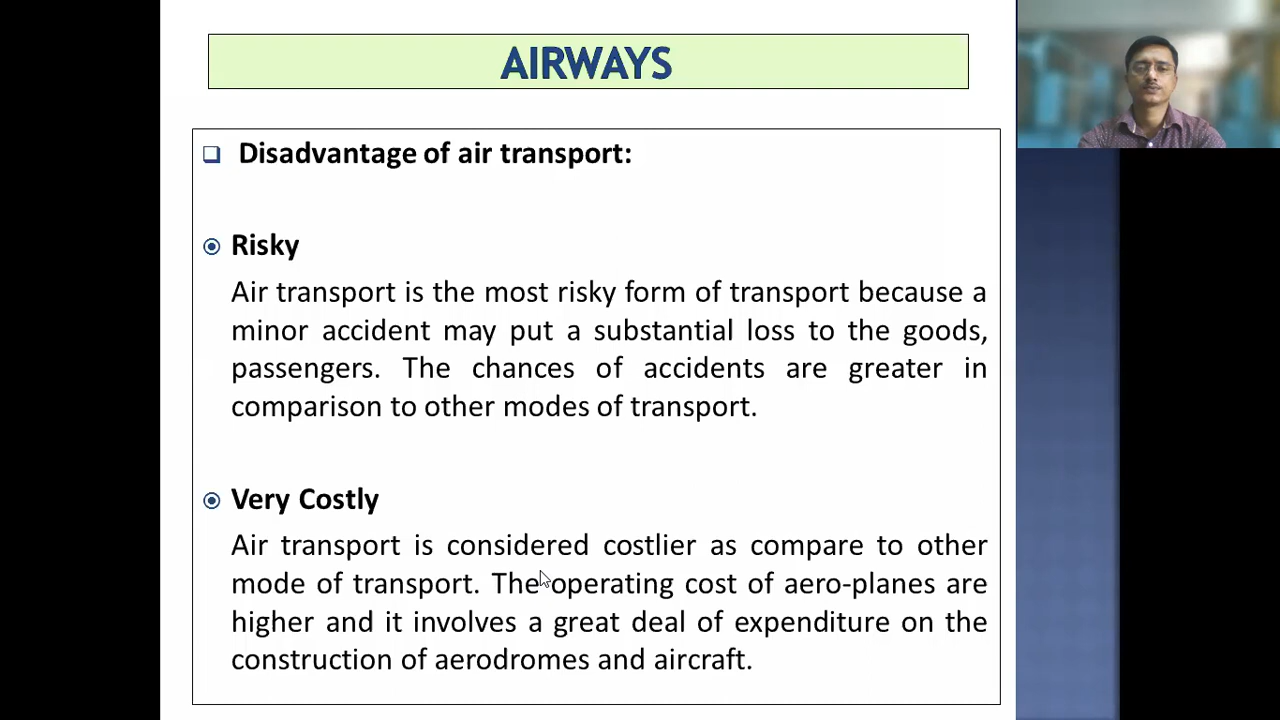 AIRWAYS
Disadvantage of air transport:
Risky
Air transport is the most risky form of transport because a
minor accident may put a substantial loss to the goods,
passengers. The chances of accidents are greater in
comparison to other modes of transport.
Very Costly
Air transport is considered costlier as compare to other
mode of transport. The operating cost of aero-planes are
higher and it involves a great deal of expenditure on the
construction of aerodromes and aircraft.